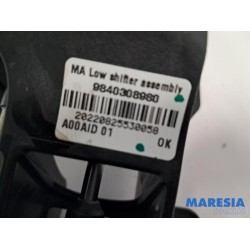 MA Low shifter assembly
9840308980
20220825530058
A00AID 01
OK
MARESIA